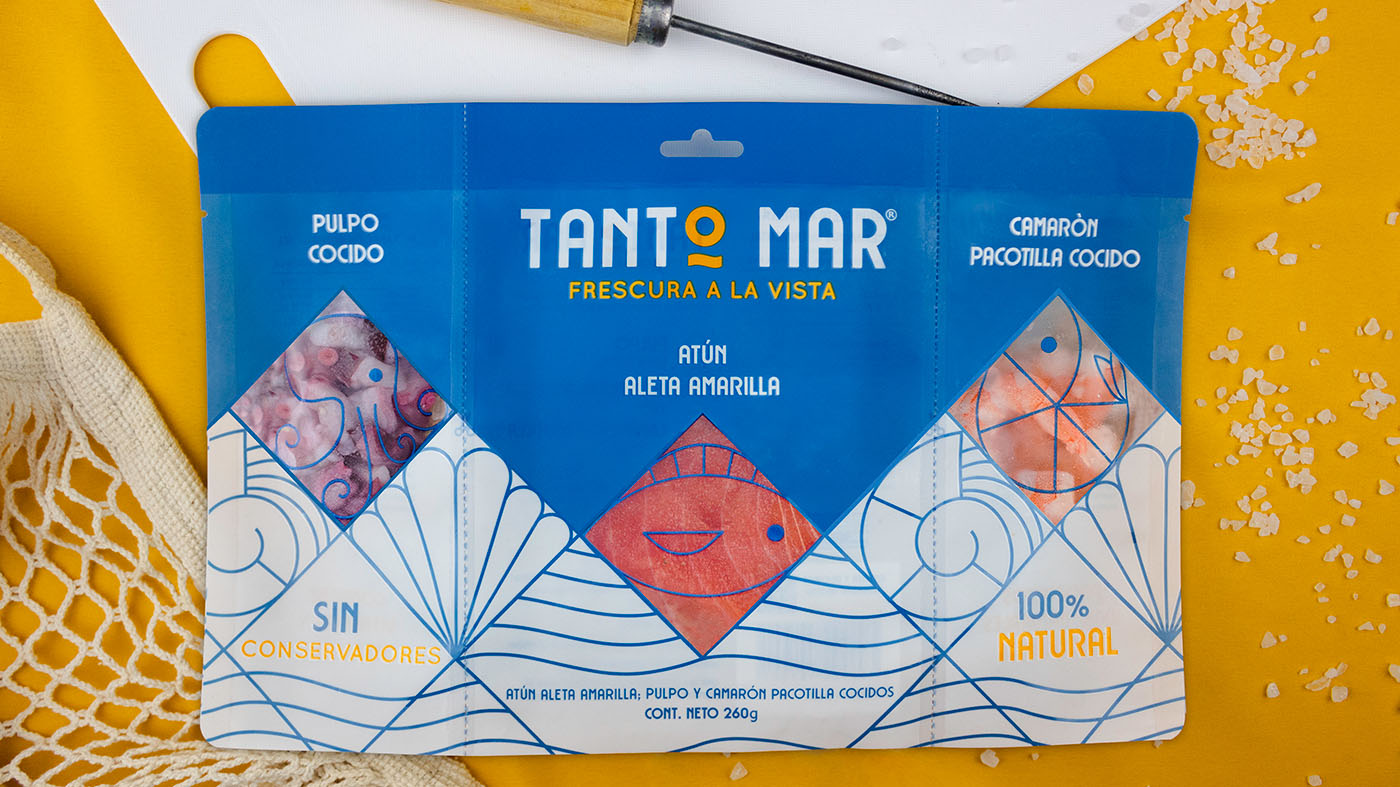 PULPO
COCIDO
TANTO MAR®
FRESCURA A LA VISTA
ATÚN
ALETA AMARILLA
CAMARÒN
PACOTILLA COCIDO
SIN
CONSERVADORES
100%
NATURAL
ATÚN ALETA AMARILLA; PULPO Y CAMARÓN PACOTILLA COCIDOS
CONT. NETO 260g